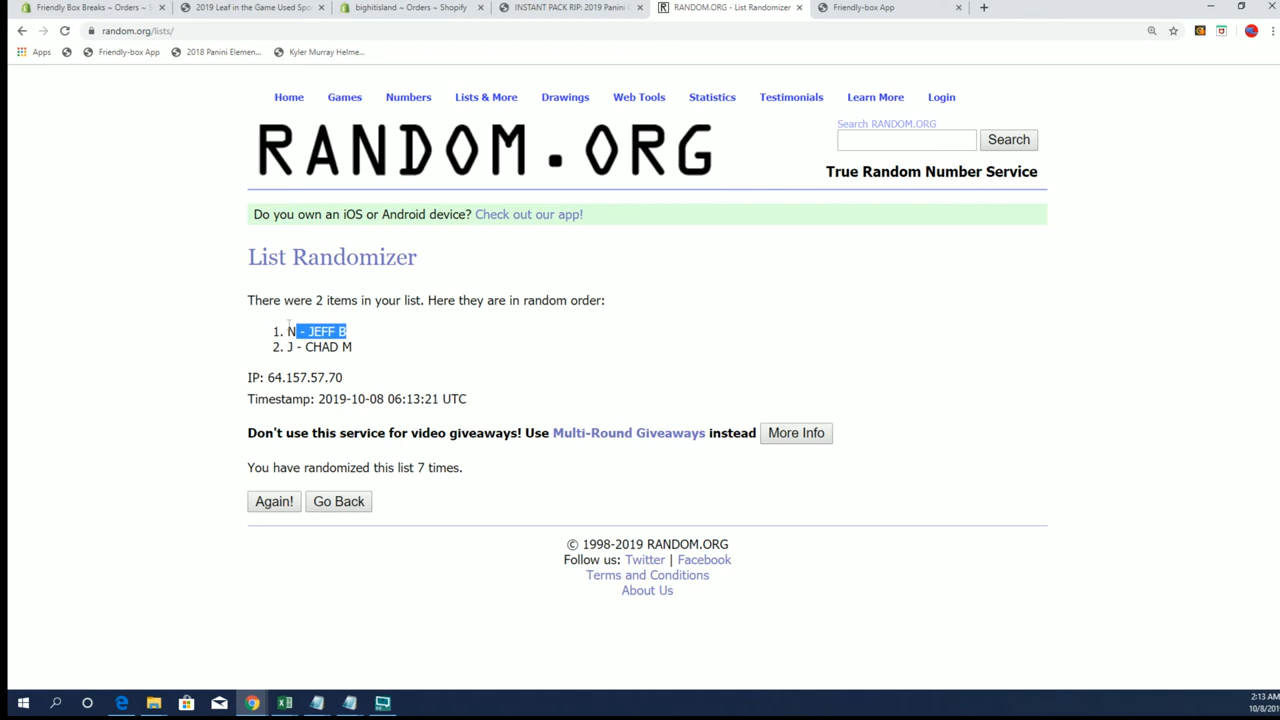 Friendly Box Breaks ~ Orders ~ S
2019 Leaf in the Game Used Spo
bighitisland ~ Orders ~ Shopify
INSTANT PACK RIP: 2019 Panini C
RANDOM.ORG - List Randomizer
Friendly-box App
random.org/lists/
Apps
Friendly-box App
2018 Panini Elemen...
Kyler Murray Helme...
Home
Games
Numbers
Lists & More
Drawings
Web Tools
Statistics
Testimonials
Learn More
Login
RANDOM.ORG
Search RANDOM.ORG
Search
True Random Number Service
Do you own an iOS or Android device? Check out our app!
List Randomizer
There were 2 items in your list. Here they are in random order:
1. N - JEFF B
2. J - CHAD M
IP: 64.157.57.70
Timestamp: 2019-10-08 06:13:21 UTC
Don't use this service for video giveaways! Use Multi-Round Giveaways instead
More Info
You have randomized this list 7 times.
Again!
Go Back
© 1998-2019 RANDOM.ORG
Follow us: Twitter | Facebook
Terms and Conditions
About Us
2:13 AM
10/8/201